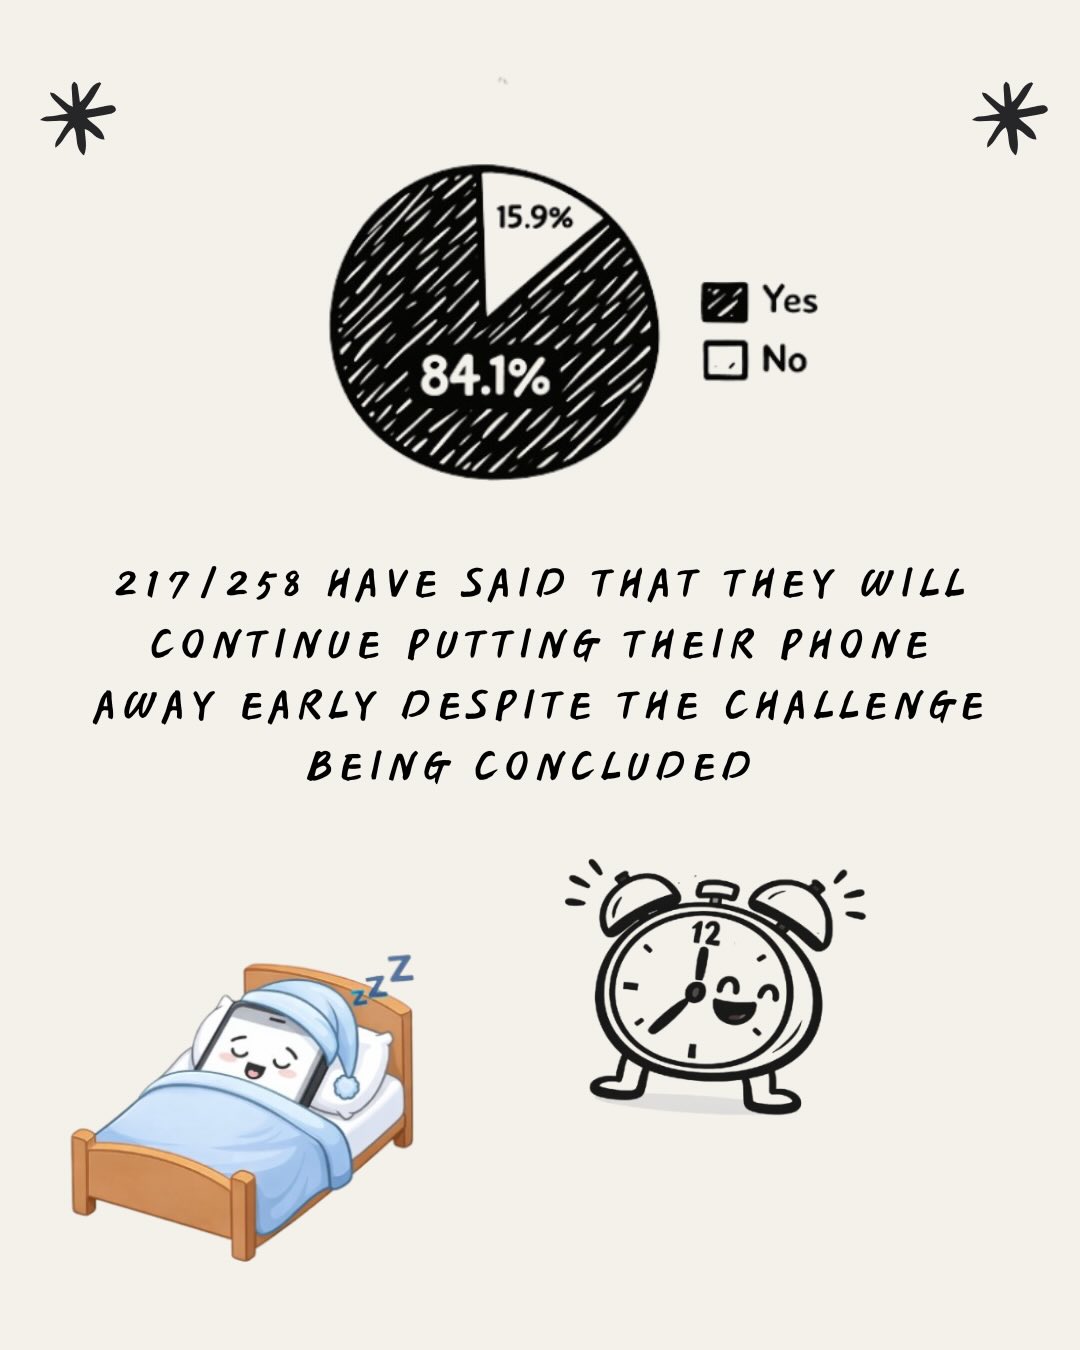 15.9%
84.1%
Yes
No
217/258 HAVE SAID THAT THEY WILL
CONTINUE PUTTING THEIR PHONE
AWAY EARLY DESPITE THE CHALLENGE
BEING CONCLUDED
12
zzZ